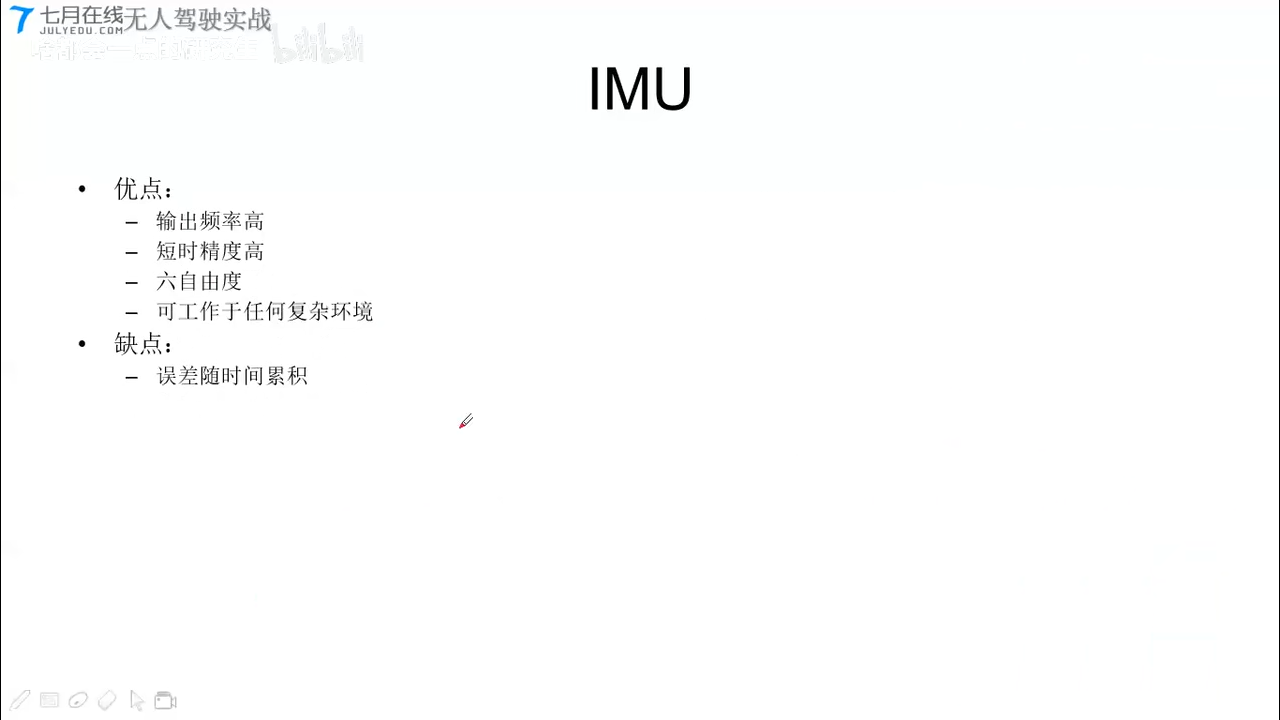 七月在线
JULYEDU.COM
无人驾驶实战
bilibili
IMU
• 优点：
– 输出频率高
– 短时精度高
– 六自由度
– 可工作于任何复杂环境
• 缺点：
– 误差随时间累积